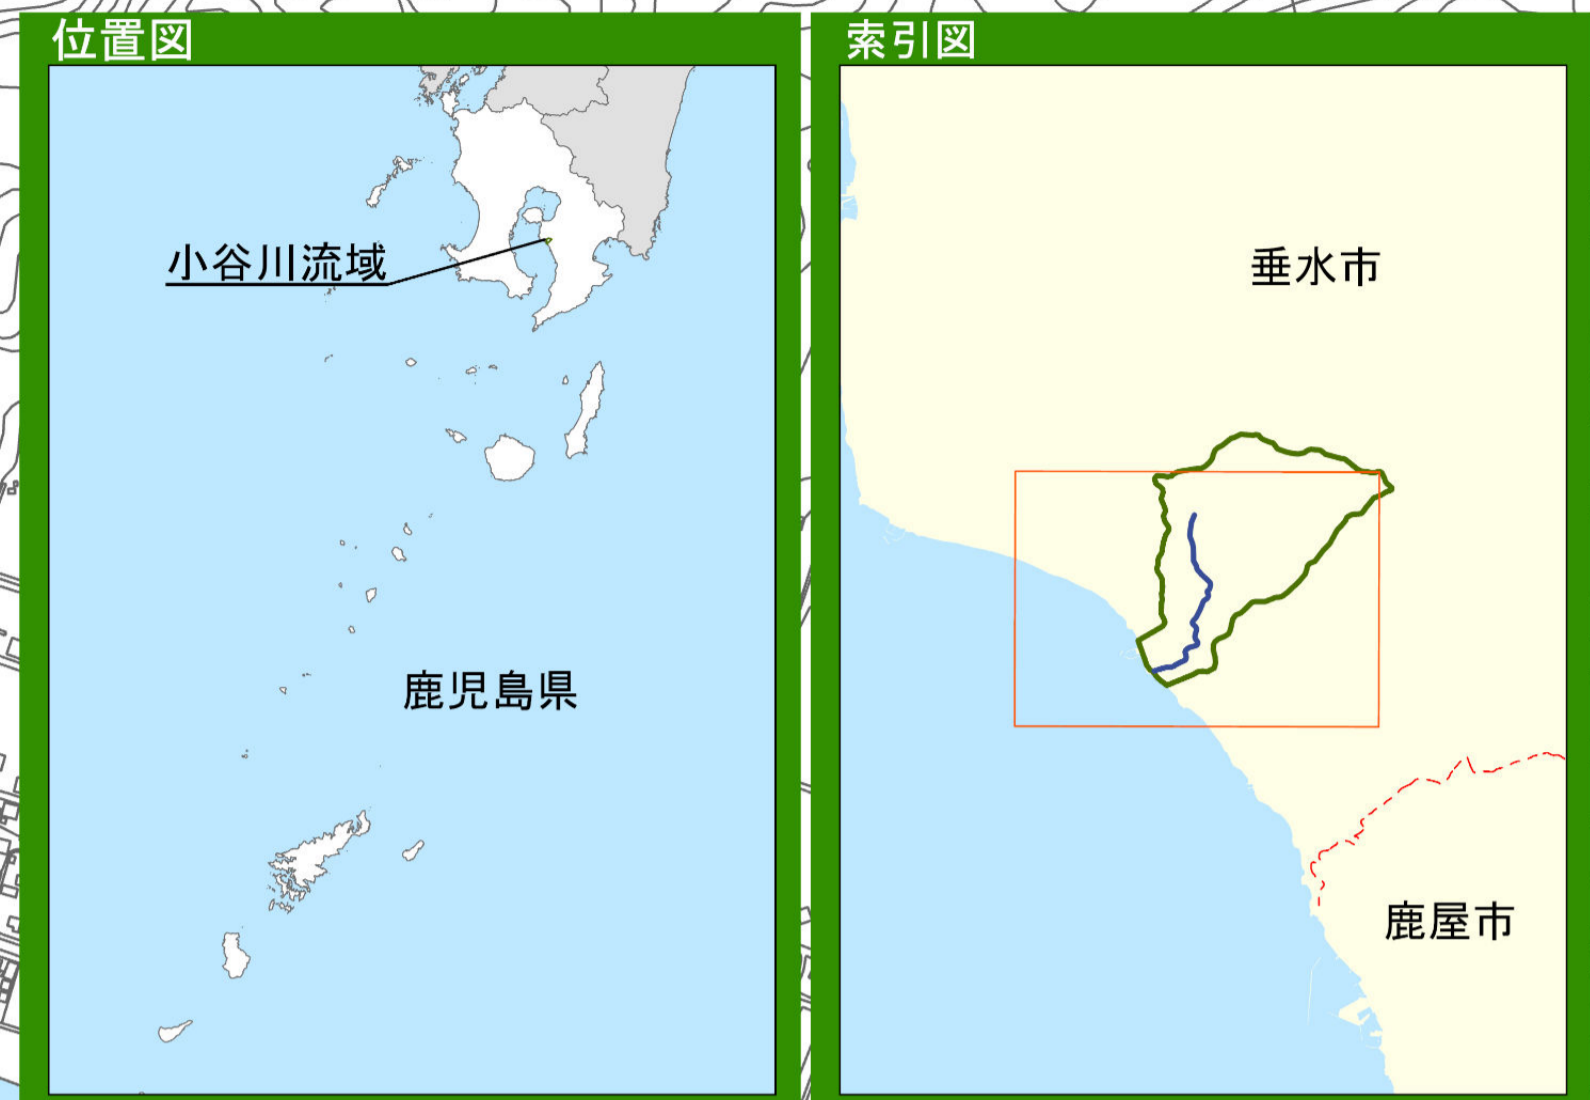 位置図
小谷川流域
鹿児島県
索引図
垂水市
鹿屋市